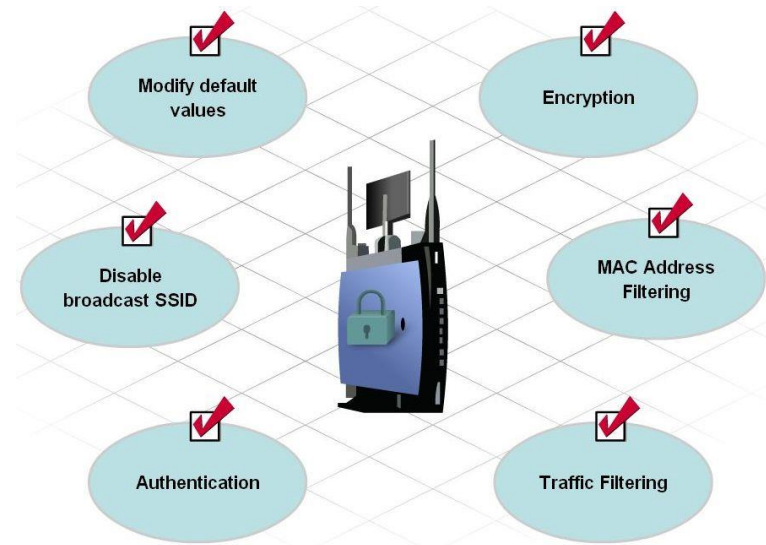 Modify default
values
Encryption
Disable
broadcast SSID
MAC Address
Filtering
Authentication
Traffic Filtering